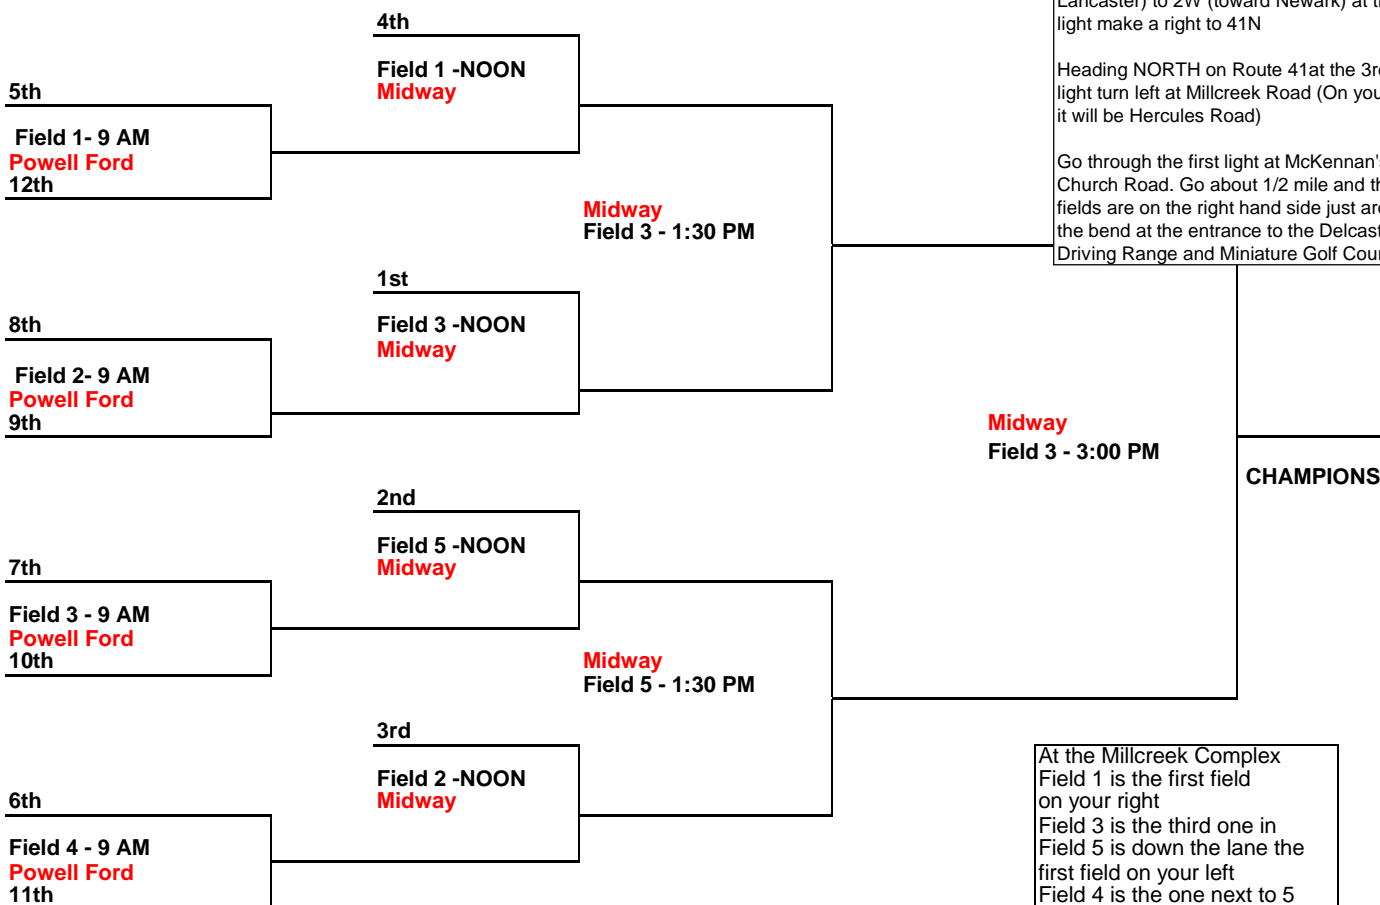 4th
Field 1 -NOON
Midway
5th
Field 1- 9 AM
Powell Ford
12th
Midway
Field 3 - 1:30 PM
1st
Field 3 -NOON
Midway
8th
Field 2- 9 AM
Powell Ford
9th
Midway
Field 3 - 3:00 PM
CHAMPIONS
2nd
Field 5 -NOON
Midway
7th
Field 3 - 9 AM
Powell Ford
10th
Midway
Field 5 - 1:30 PM
3rd
Field 2 -NOON
Midway
6th
Field 4 - 9 AM
Powell Ford
11th
Lancaster) to 2W (toward Newark) at
light make a right to 41N
Heading NORTH on Route 41at the
light turn left at Millcreek Road (On
it will be Hercules Road)
Go through the first light at
Church Road. Go about 1/2 mile and
fields are on the right hand side just
the bend at the entrance to the
Driving Range and Miniature Golf
At the Millcreek Complex
Field 1 is the first field
on your right
Field 3 is the third one in
Field 5 is down the lane the
first field on your left
Field 4 is the one next to 5